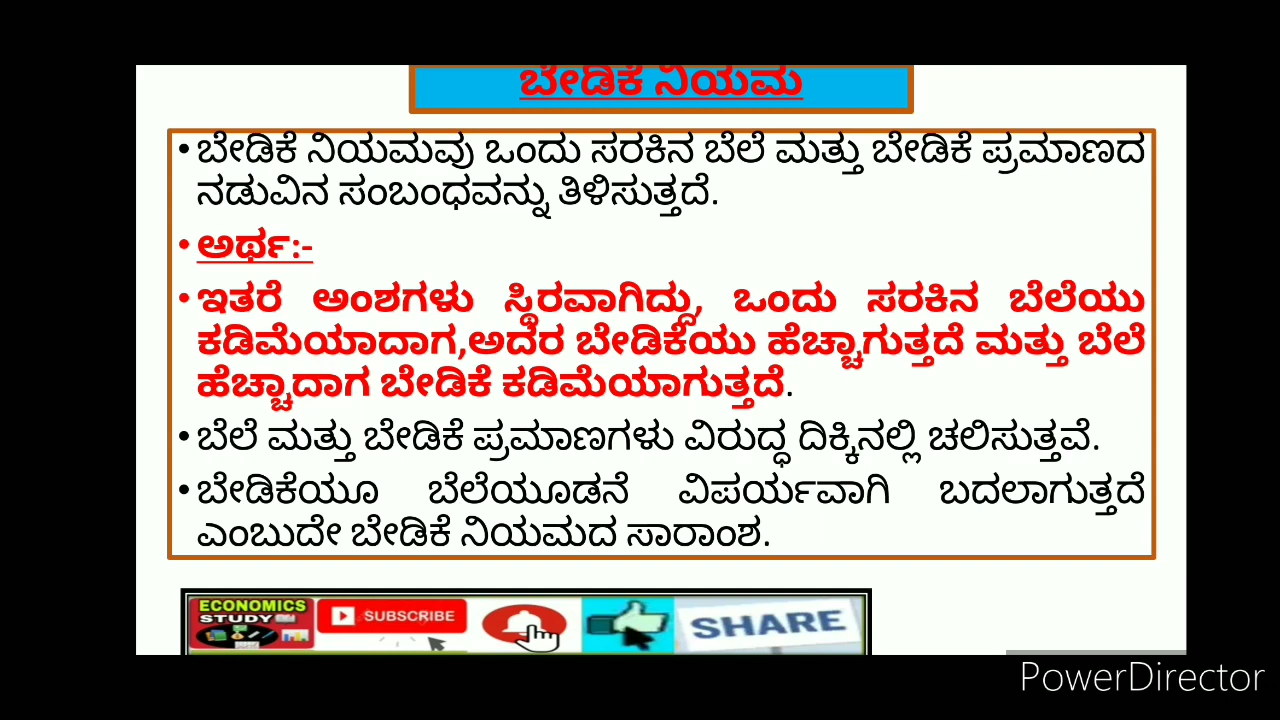 ಬೇಡಿಕೆ ನಿಯಮ
•ಬೇಡಿಕೆ ನಿಯಮವು ಒಂದು ಸರಕಿನ ಬೆಲೆ ಮತ್ತು ಬೇಡಿಕೆ ಪ್ರಮಾಣದ
ನಡುವಿನ ಸಂಬಂಧವನ್ನು ತಿಳಿಸುತ್ತದೆ.
•ಅರ್ಥ:-
•ಇತರೆ ಅಂಶಗಳು ಸ್ಥಿರವಾಗಿದ್ದು, ಒಂದು ಸರಕಿನ ಬೆಲೆಯು
ಕಡಿಮೆಯಾದಾಗ,ಅದರ ಬೇಡಿಕೆಯು ಹೆಚ್ಚಾಗುತ್ತದೆ ಮತ್ತು ಬೆಲೆ
ಹೆಚ್ಚಾದಾಗ ಬೇಡಿಕೆ ಕಡಿಮೆಯಾಗುತ್ತದೆ.
•ಬೆಲೆ ಮತ್ತು ಬೇಡಿಕೆ ಪ್ರಮಾಣಗಳು ವಿರುದ್ಧ ದಿಕ್ಕಿನಲ್ಲಿ ಚಲಿಸುತ್ತವೆ.
•ಬೇಡಿಕೆಯೂ ಬೆಲೆಯೂಡನೆ ವಿಪರ್ಯವಾಗಿ ಬದಲಾಗುತ್ತದೆ
ಎಂಬುದೇ ಬೇಡಿಕೆ ನಿಯಮದ ಸಾರಾಂಶ.
ECONOMICS
STUDY
SUBSCRIBE
SHARE
PowerDirector